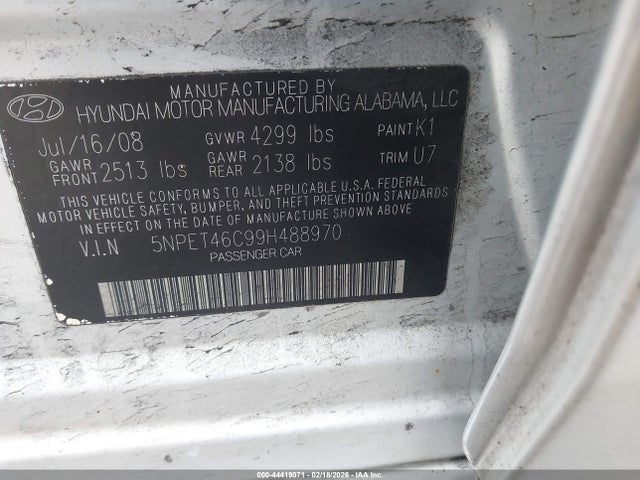 MANUFACTURED BY
HYUNDAI MOTOR MANUFACTURING ALABAMA, LLC
Jul/16/08 GVWR 4299 lbs PAINT K1
GAWR FRONT 2513 lbs GAWR REAR 2138 lbs TRIM U7
THIS VEHICLE CONFORMS TO ALL APPLICABLE U.S.A. FEDERAL
MOTOR VEHICLE SAFETY, BUMPER, AND THEFT PREVENTION STANDARDS
IN EFFECT ON THE DATE OF MANUFACTURE SHOWN ABOVE
V.I.N 5NPET46C99H488970
PASSENGER CAR
000-44419071 | 02/18/2026 - IAA Inc.